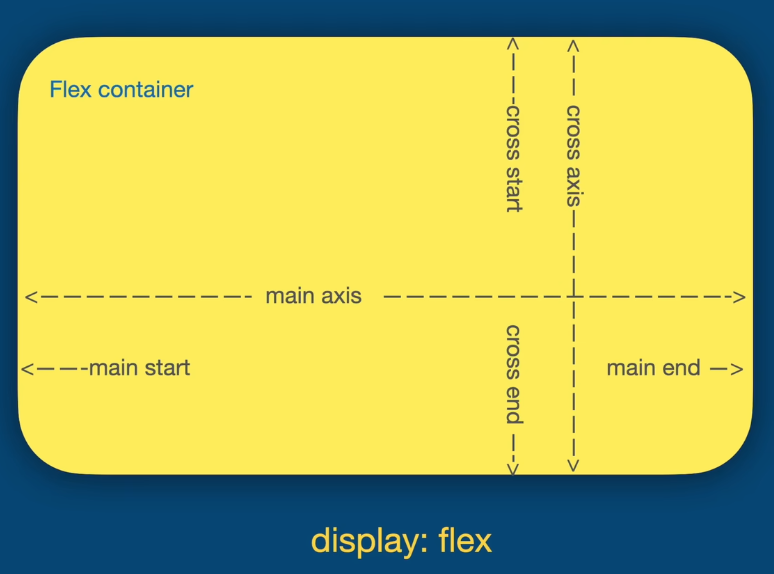 Flex container
cross start
cross axis
main axis
main start
cross end
main end
display: flex